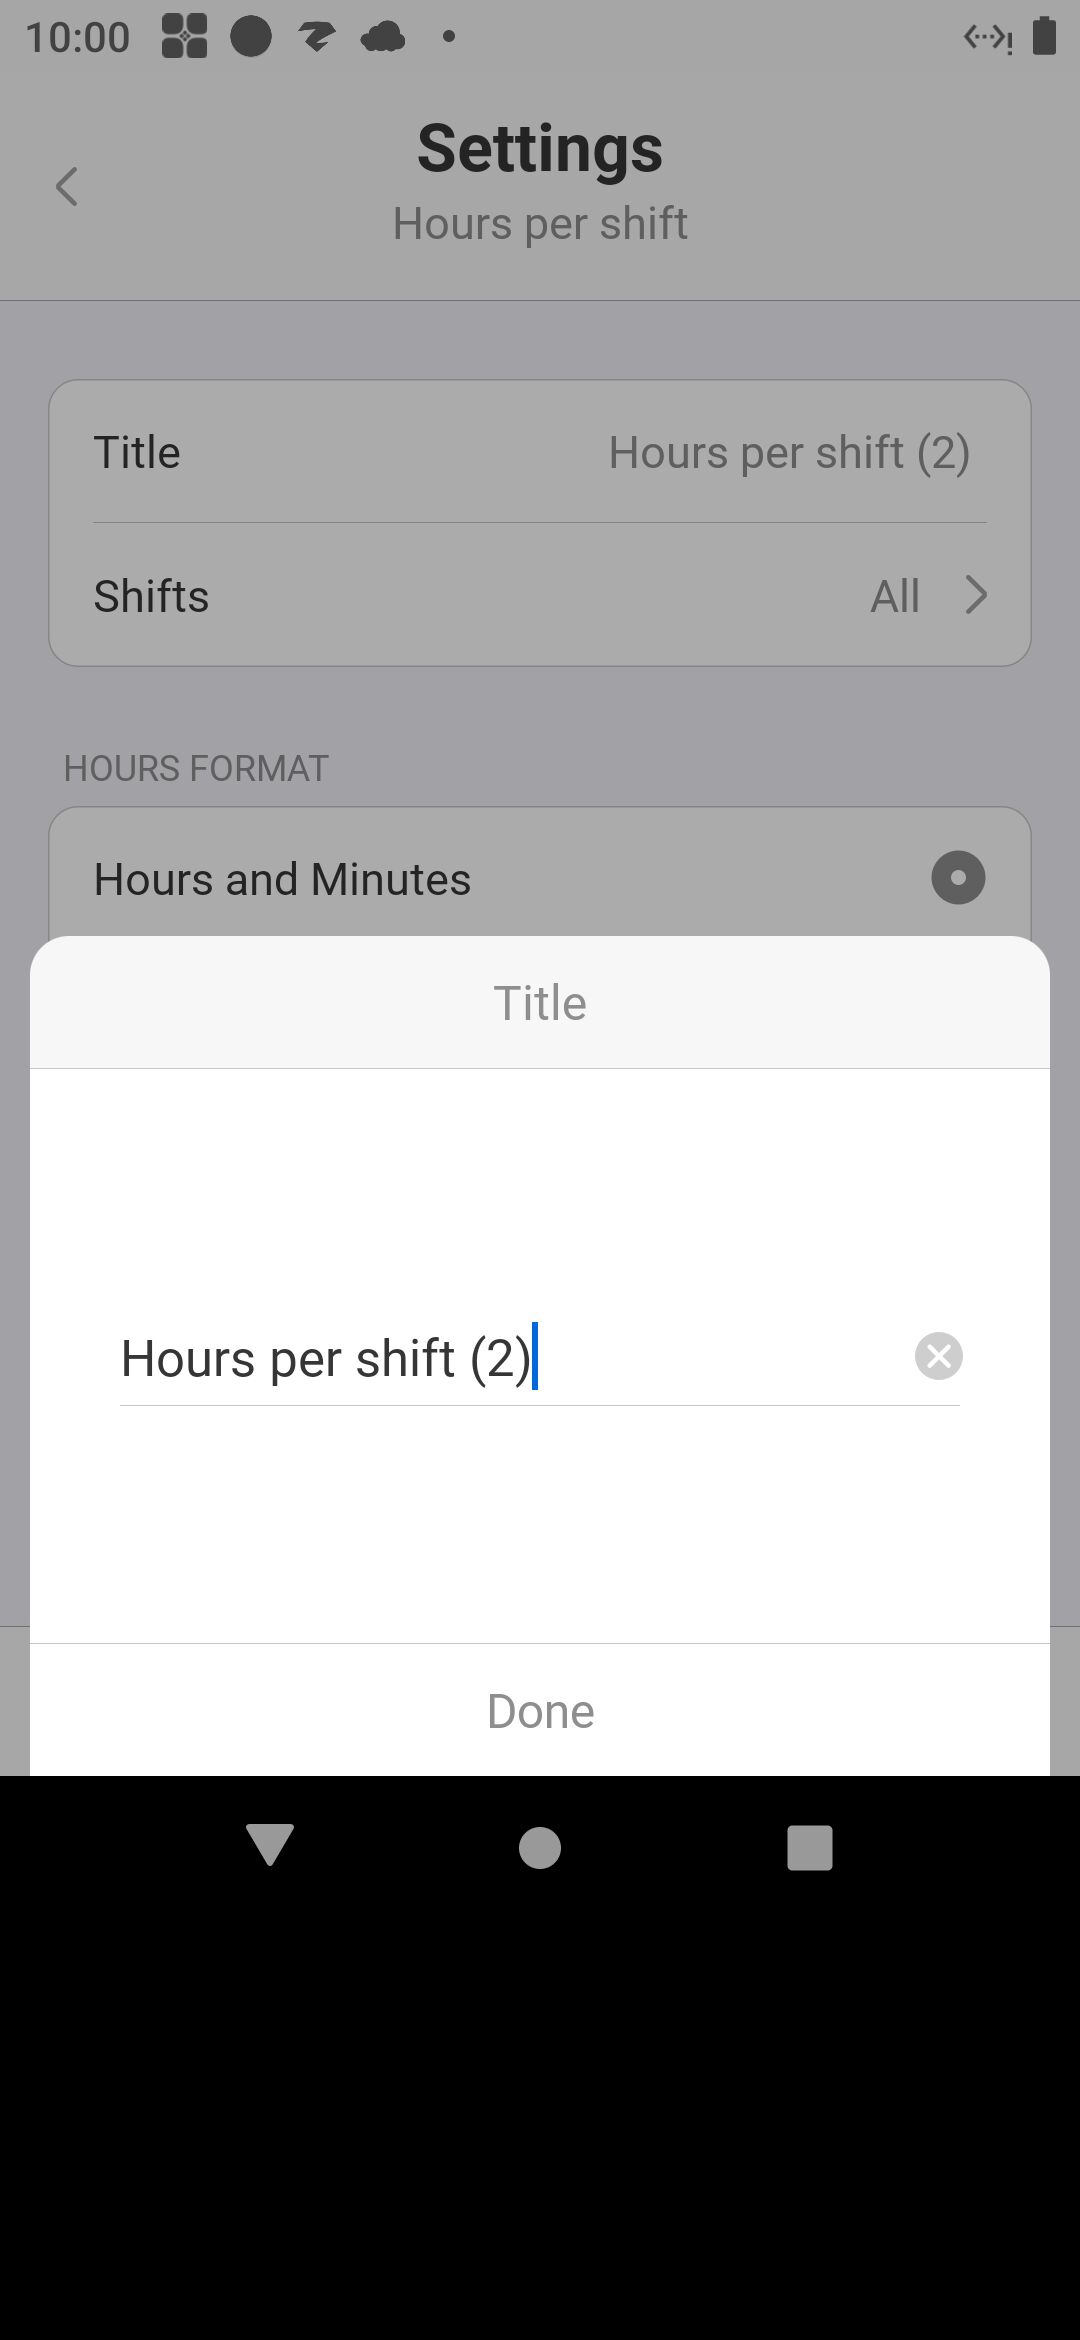 10:00
Settings
Hours per shift
Title
Hours per shift (2)
Shifts
All
HOURS FORMAT
Hours and Minutes
Title
Hours per shift (2)
Done